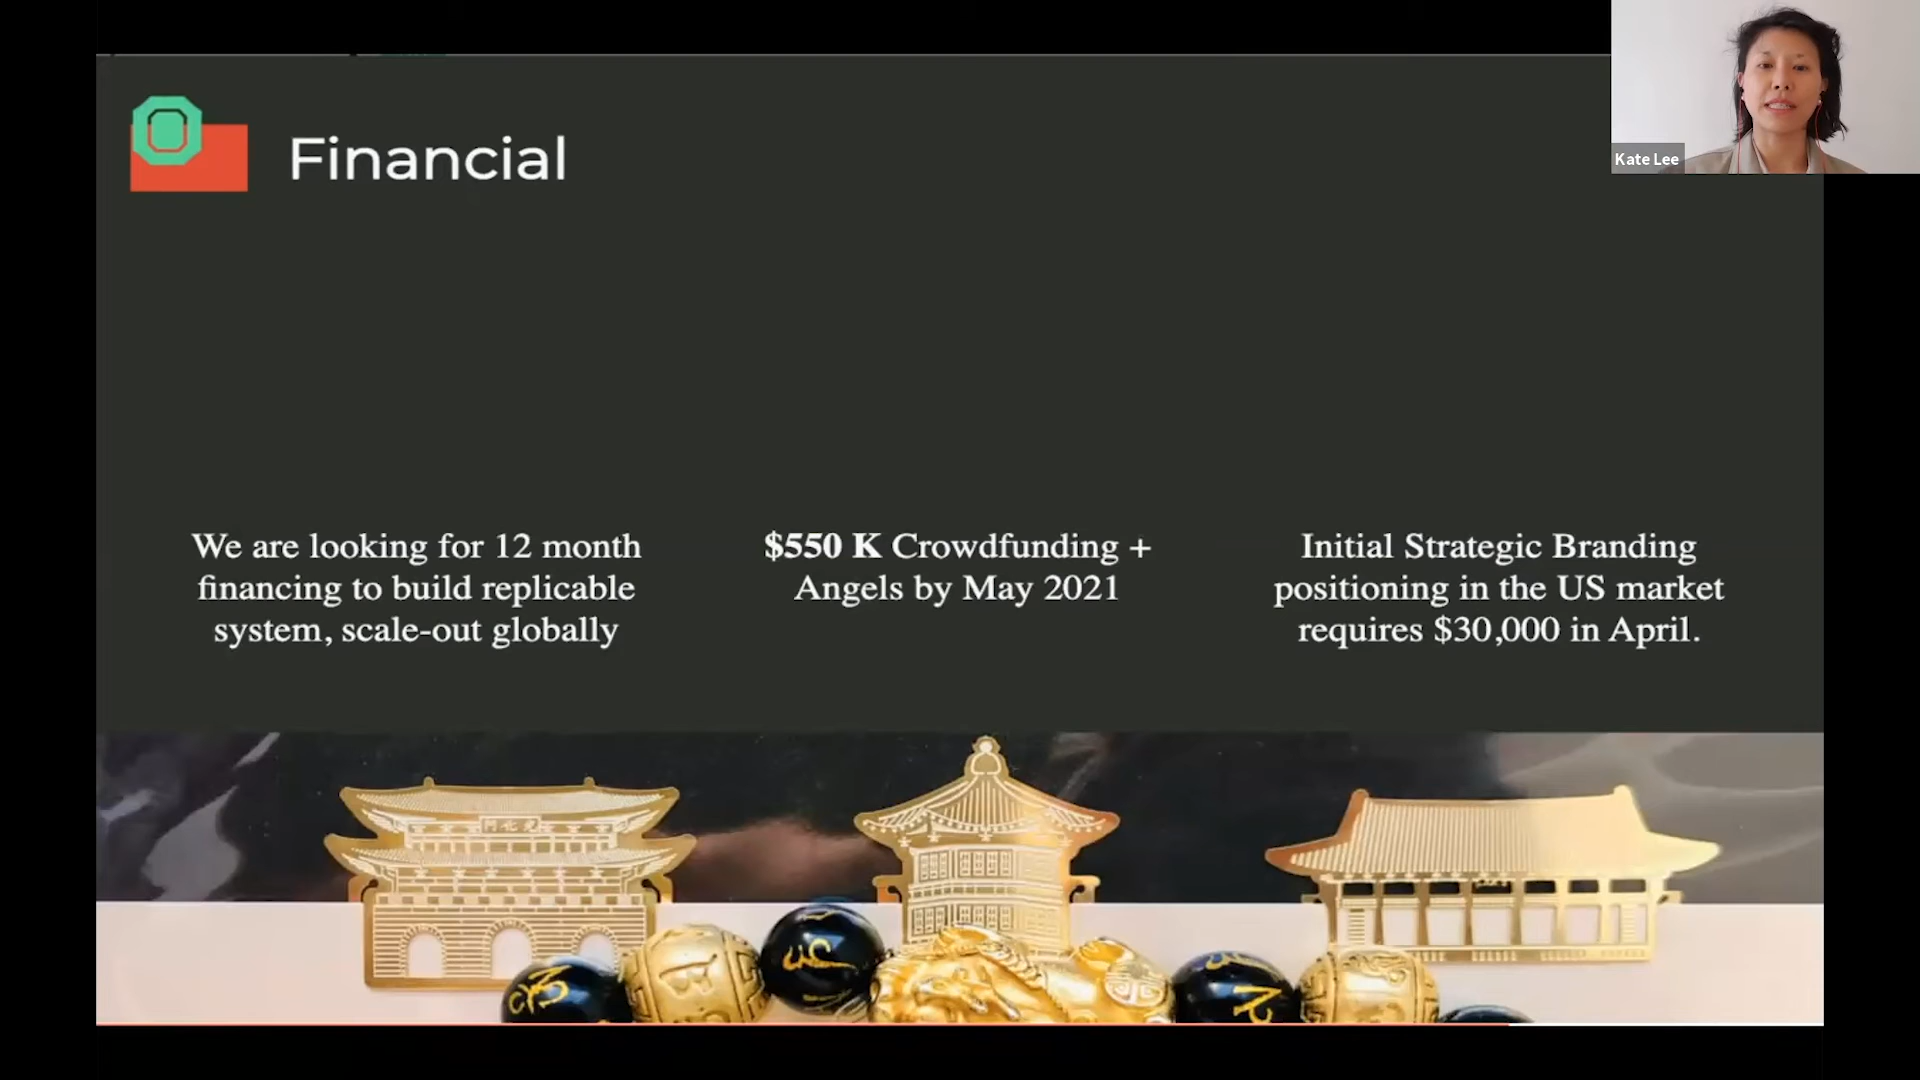 Kate Lee
Financial
We are looking for 12 month
financing to build replicable
system, scale-out globally
$550 K Crowdfunding +
Angels by May 2021
Initial Strategic Branding
positioning in the US market
requires $30,000 in April.